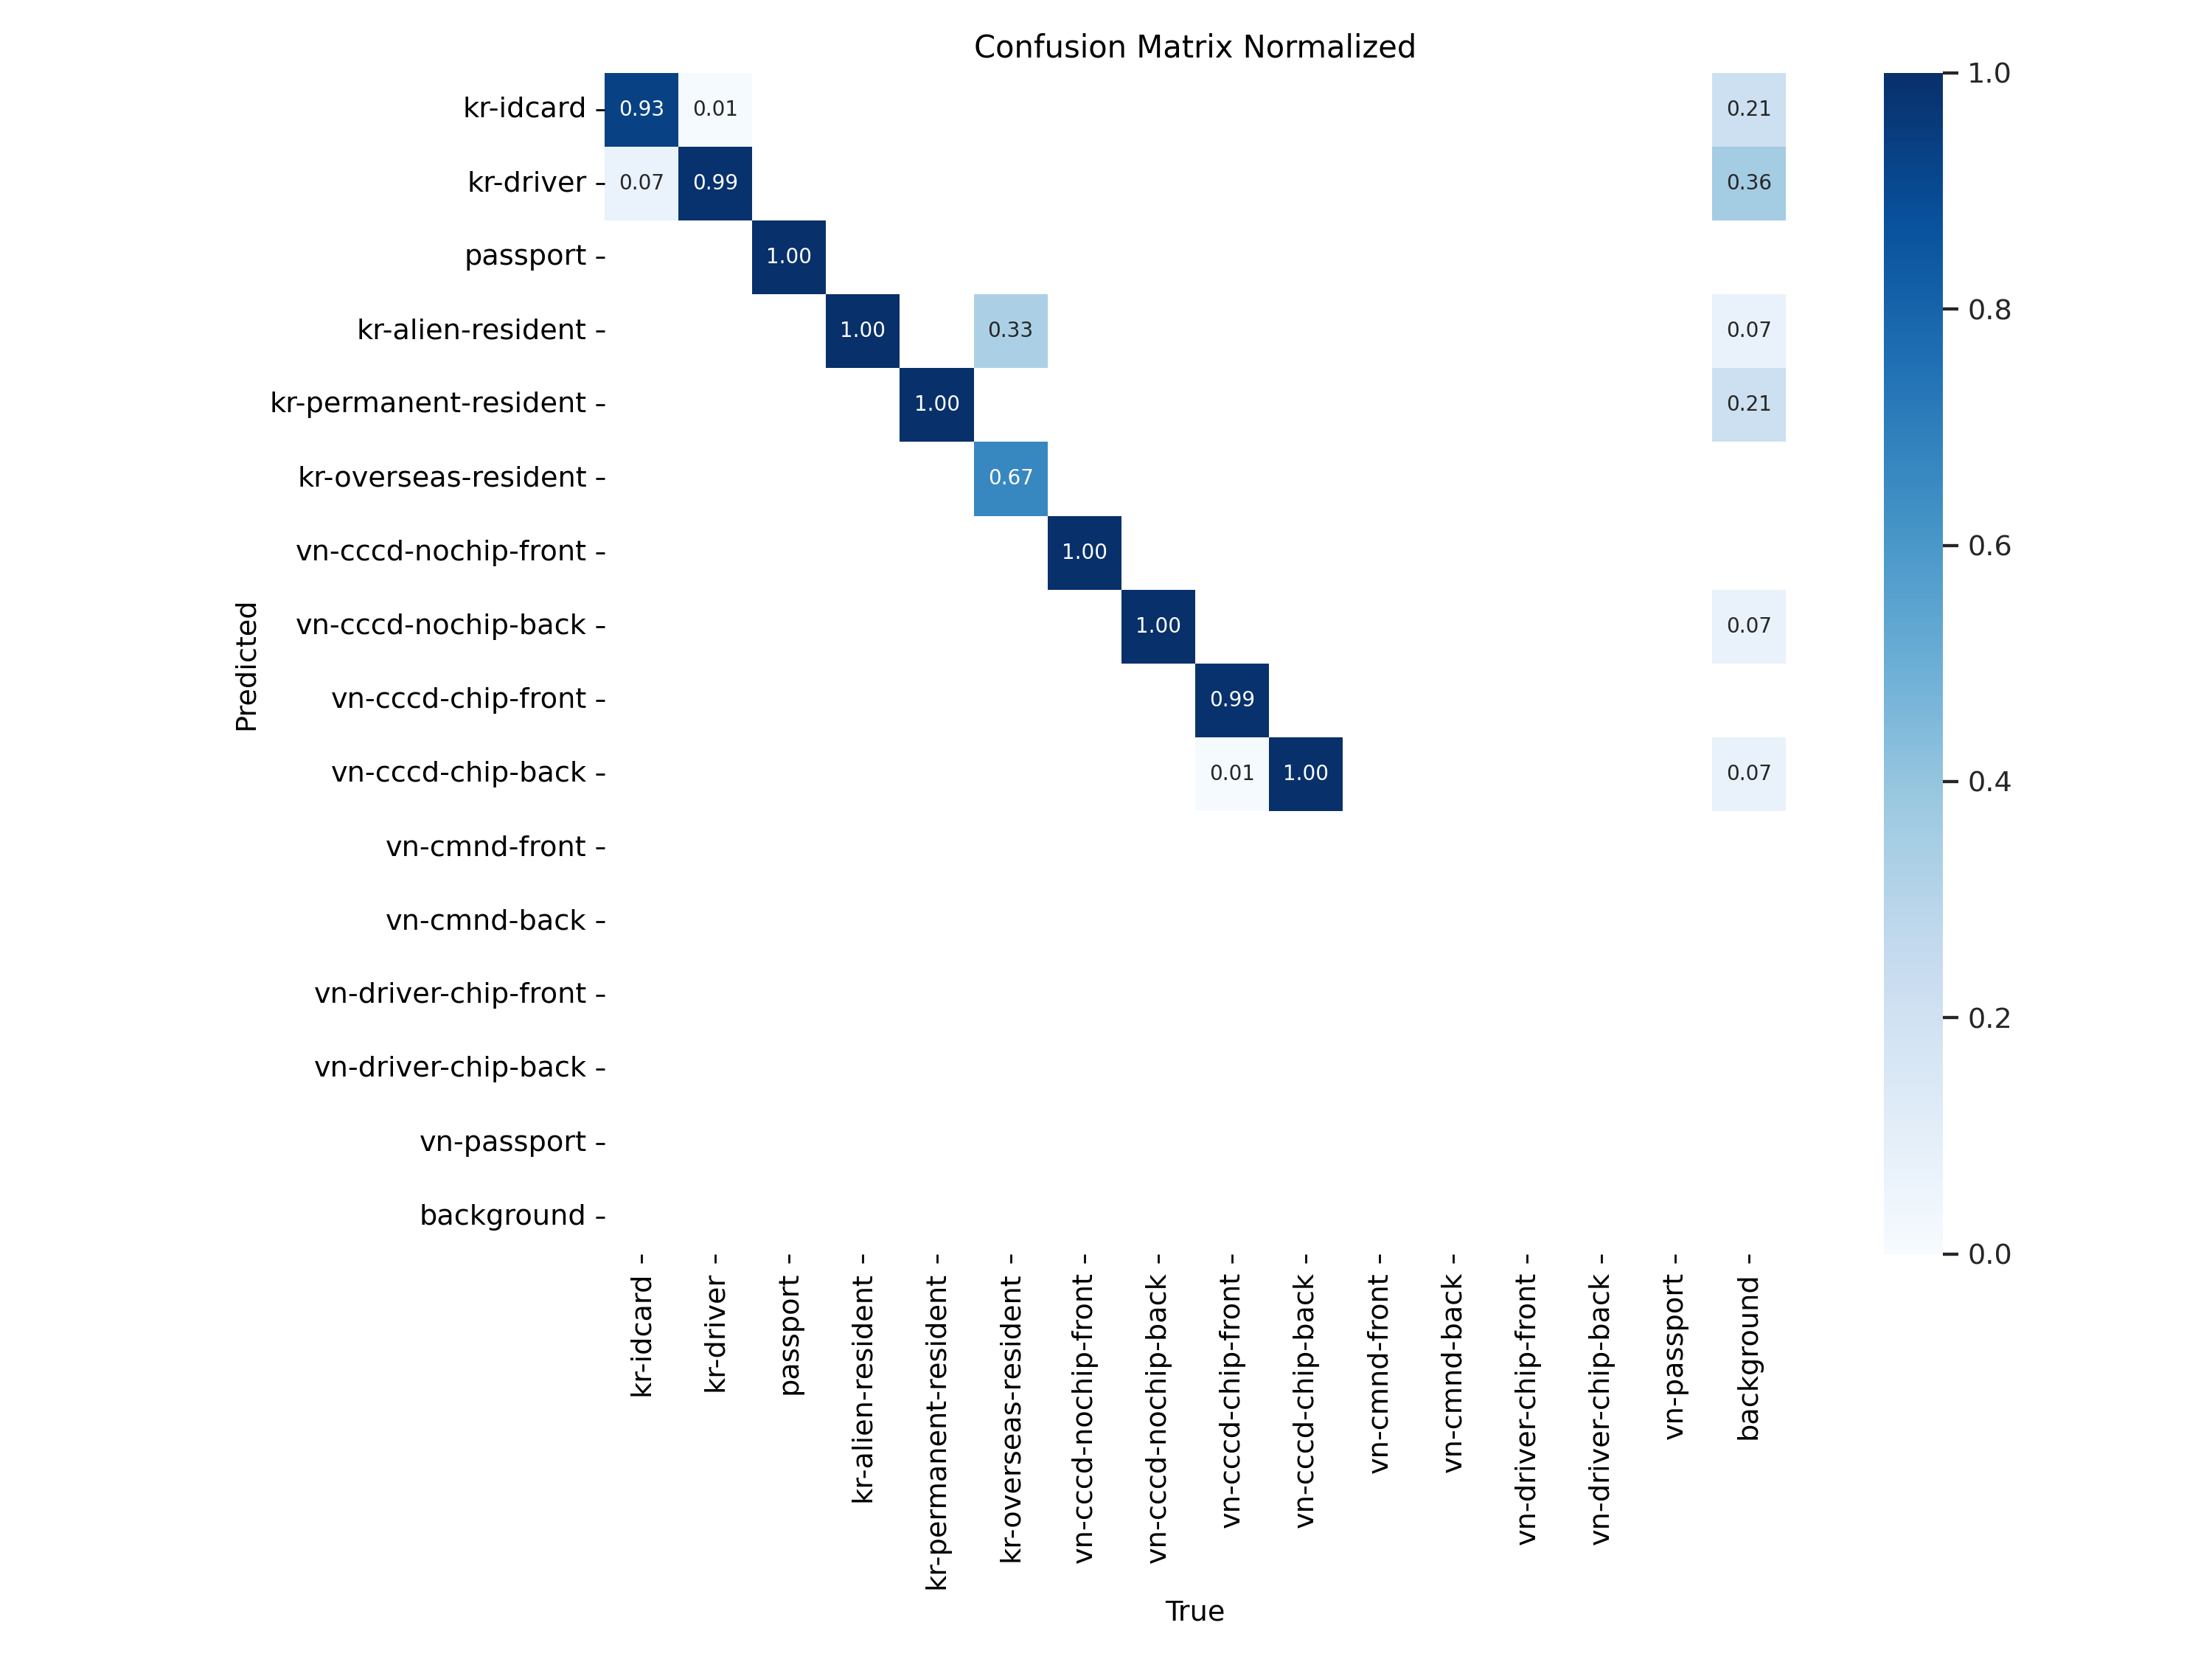 Confusion Matrix Normalized
kr-idcard 0.93 0.01 0.21
kr-driver 0.07 0.99 0.36
passport 1.00
kr-alien-resident 1.00 0.33 0.07
kr-permanent-resident 1.00 0.21
kr-overseas-resident 0.67
vn-cccd-nochip-front 1.00
vn-cccd-nochip-back 1.00 0.07
vn-cccd-chip-front 0.99
vn-cccd-chip-back 0.01 1.00 0.07
vn-cmnd-front
vn-cmnd-back
vn-driver-chip-front
vn-driver-chip-back
vn-passport
background
Predicted
kr-idcard
kr-driver
passport
kr-alien-resident
kr-permanent-resident
kr-overseas-resident
vn-cccd-nochip-front
vn-cccd-nochip-back
vn-cccd-chip-front
vn-cccd-chip-back
vn-cmnd-front
vn-cmnd-back
vn-driver-chip-front
vn-driver-chip-back
vn-passport
background
True
1.0
0.8
0.6
0.4
0.2
0.0